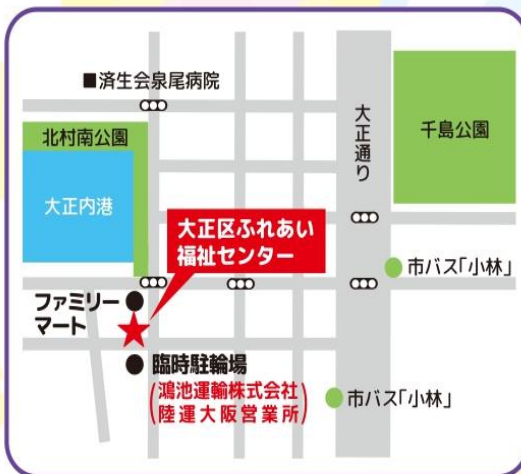 ■済生会泉尾病院
北村南公園
大正通り
千島公園
大正内港
大正区ふれあい
福祉センター
市バス「小林」
ファミリー
マート
臨時駐輪場
(鴻池運輸株式会社
陸運大阪営業所)
市バス「小林」